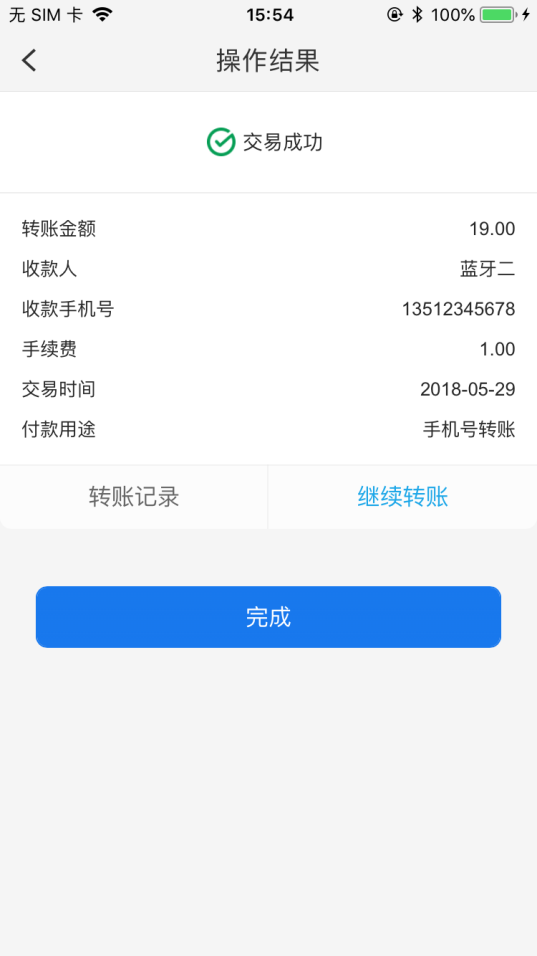 无 SIM 卡 15:54 100%
操作结果
交易成功
转账金额 19.00
收款人 蓝牙二
收款手机号 13512345678
手续费 1.00
交易时间 2018-05-29
付款用途 手机号转账
转账记录 继续转账
完成